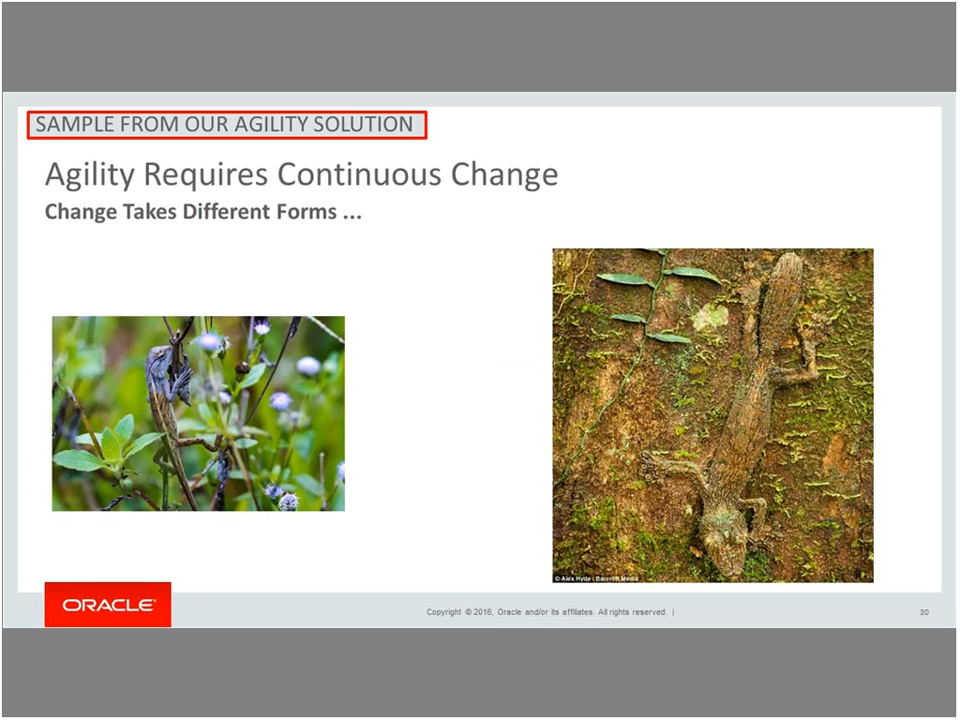 SAMPLE FROM OUR AGILITY SOLUTION
Agility Requires Continuous Change
Change Takes Different Forms ...
© Alex Hyde / Barcroft Media
ORACLE
Copyright © 2016, Oracle and/or its affiliates. All rights reserved. |
30